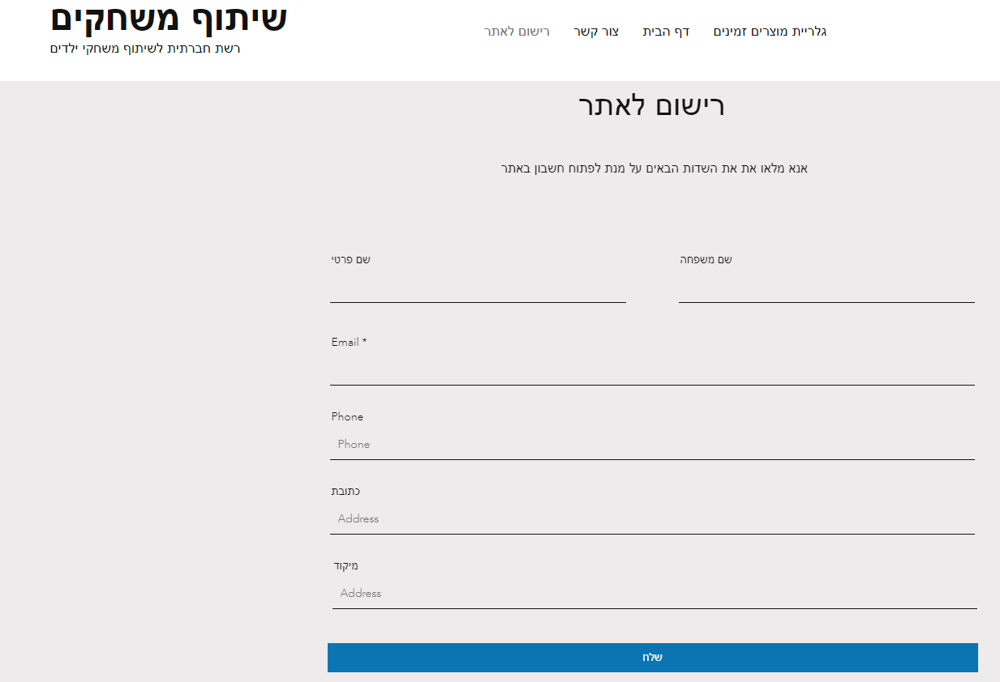 שיתוף משחקים
רשת חברתית לשיתוף משחקי ילדים
גלריית מוצרים זמינים
דף הבית
צור קשר
רישום לאתר
רישום לאתר
אנא מלאו את את השדות הבאים על מנת לפתוח חשבון באתר
שם פרטי
שם משפחה
Email *
Phone
Phone
כתובת
Address
מיקוד
Address
שלח